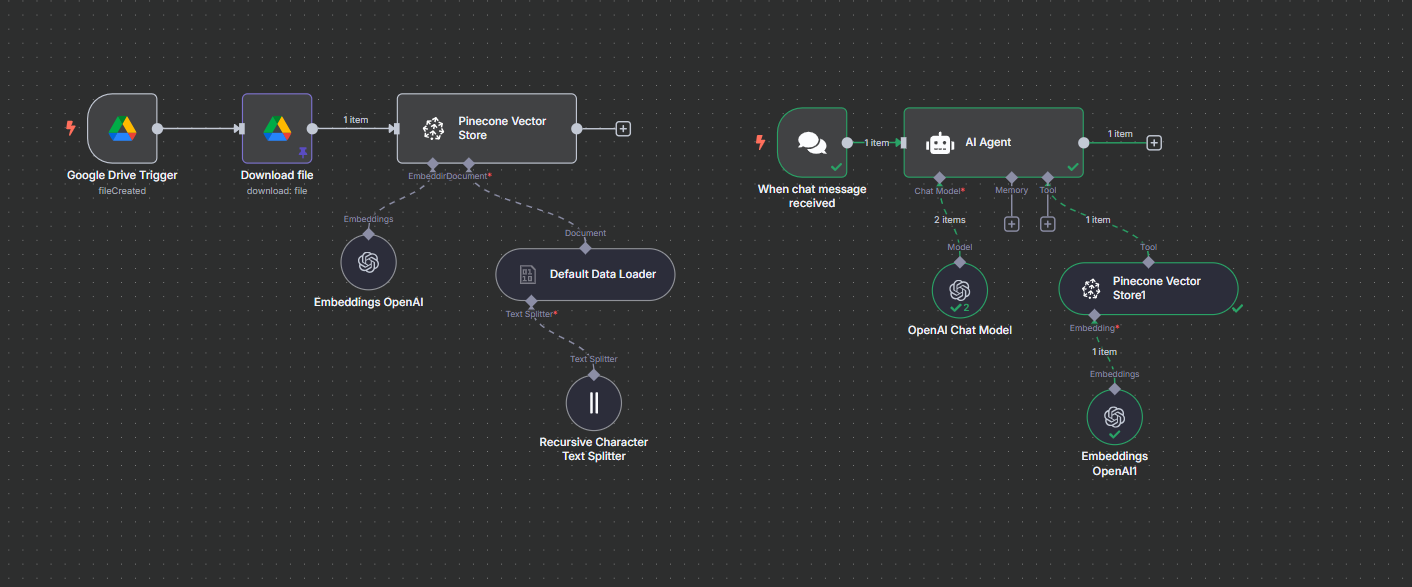 Google Drive Trigger
fileCreated
Download file
download: file
1 item
Pinecone Vector
Store
Embeddin
Document*
Embeddings
Embeddings OpenAI
Document
0110
Default Data Loader
Text Splitter*
Text Splitter
Recursive Character
Text Splitter
When chat message
received
1 item
AI Agent
1 item
Chat Model*
Memory
Tool
2 items
1 item
Model
2
OpenAI Chat Model
Tool
Pinecone Vector
Store1
Embedding*
1 item
Embeddings
Embeddings
OpenAI1